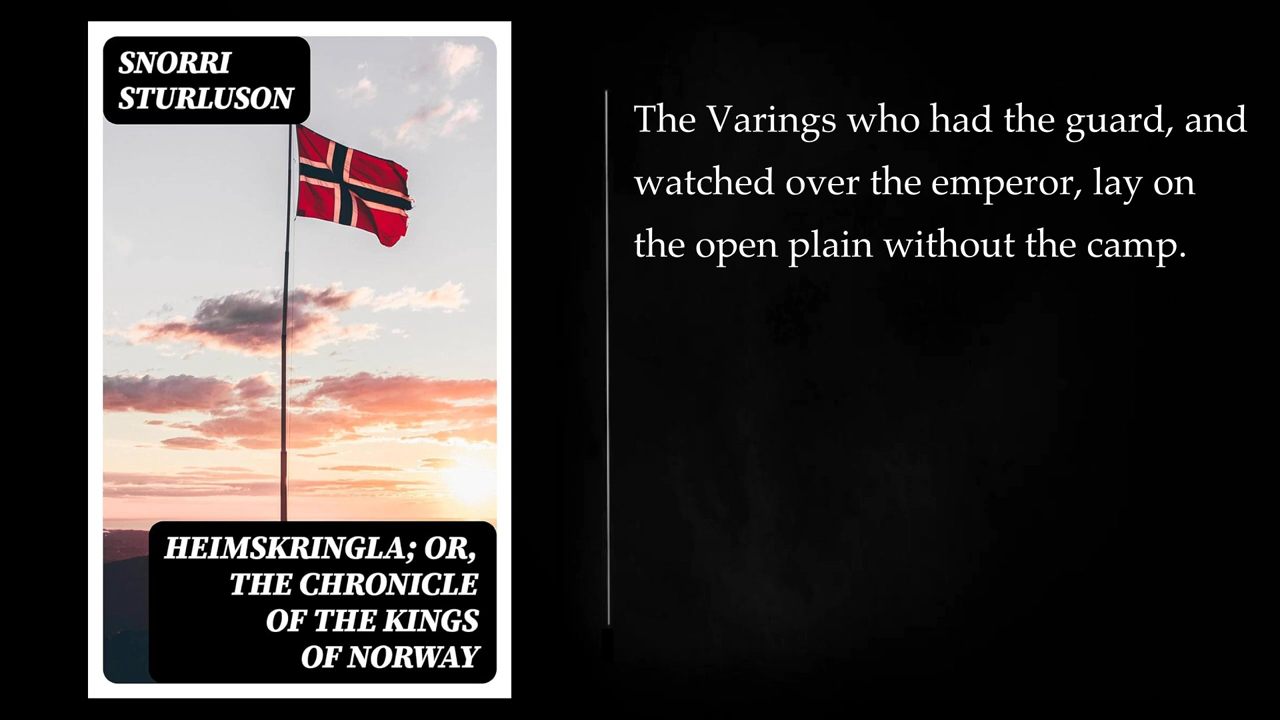 SNORRI
STURLUSON
HEIMSKRINGLA; OR,
THE CHRONICLE
OF THE KINGS
OF NORWAY
The Varings who had the guard, and
watched over the emperor, lay on
the open plain without the camp.